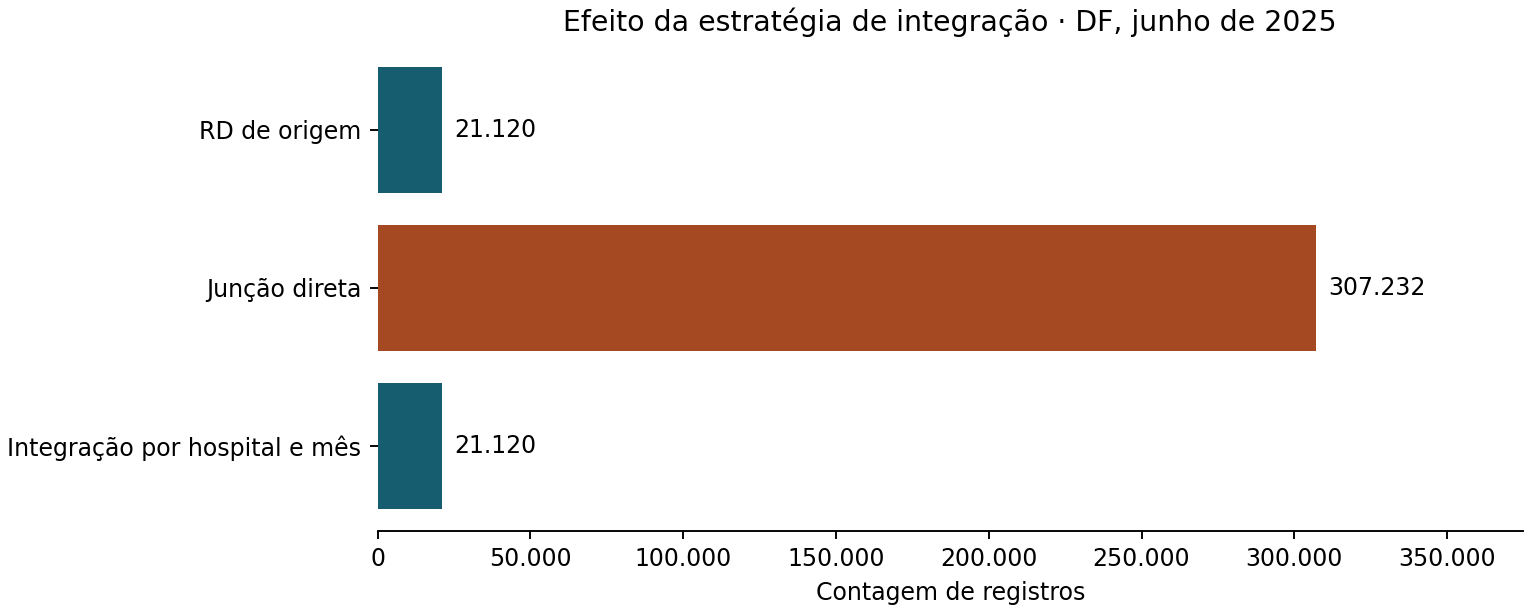 Efeito da estratégia de integração · DF, junho de 2025
RD de origem
21.120
Junção direta
307.232
Integração por hospital e mês
21.120
0
50.000
100.000
150.000
200.000
250.000
300.000
350.000
Contagem de registros